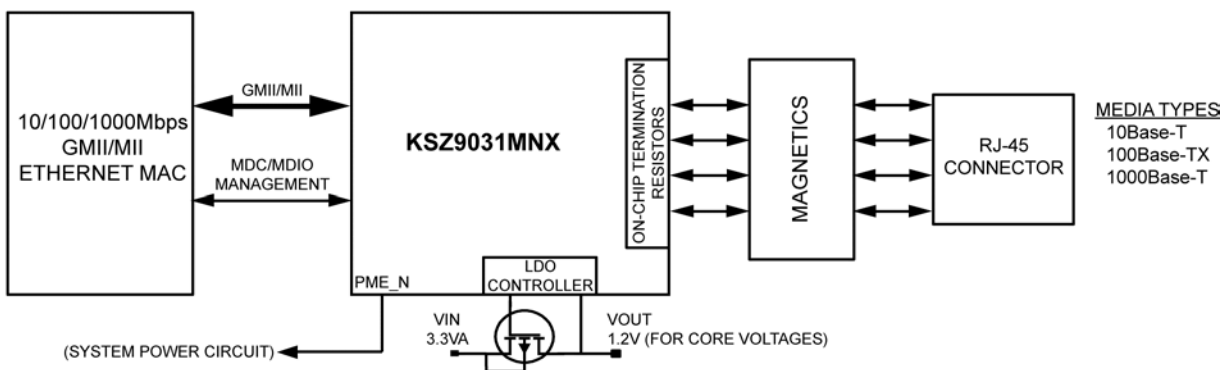 10/100/1000Mbps
GMII/MII
ETHERNET MAC
GMII/MII
MDC/MDIO
MANAGEMENT
KSZ9031MNX
ON-CHIP TERMINATION
RESISTORS
LDO
CONTROLLER
PME_N
VIN
3.3VA
VOUT
1.2V (FOR CORE VOLTAGES)
(SYSTEM POWER CIRCUIT)
MAGNETICS
RJ-45
CONNECTOR
MEDIA TYPES
10Base-T
100Base-TX
1000Base-T